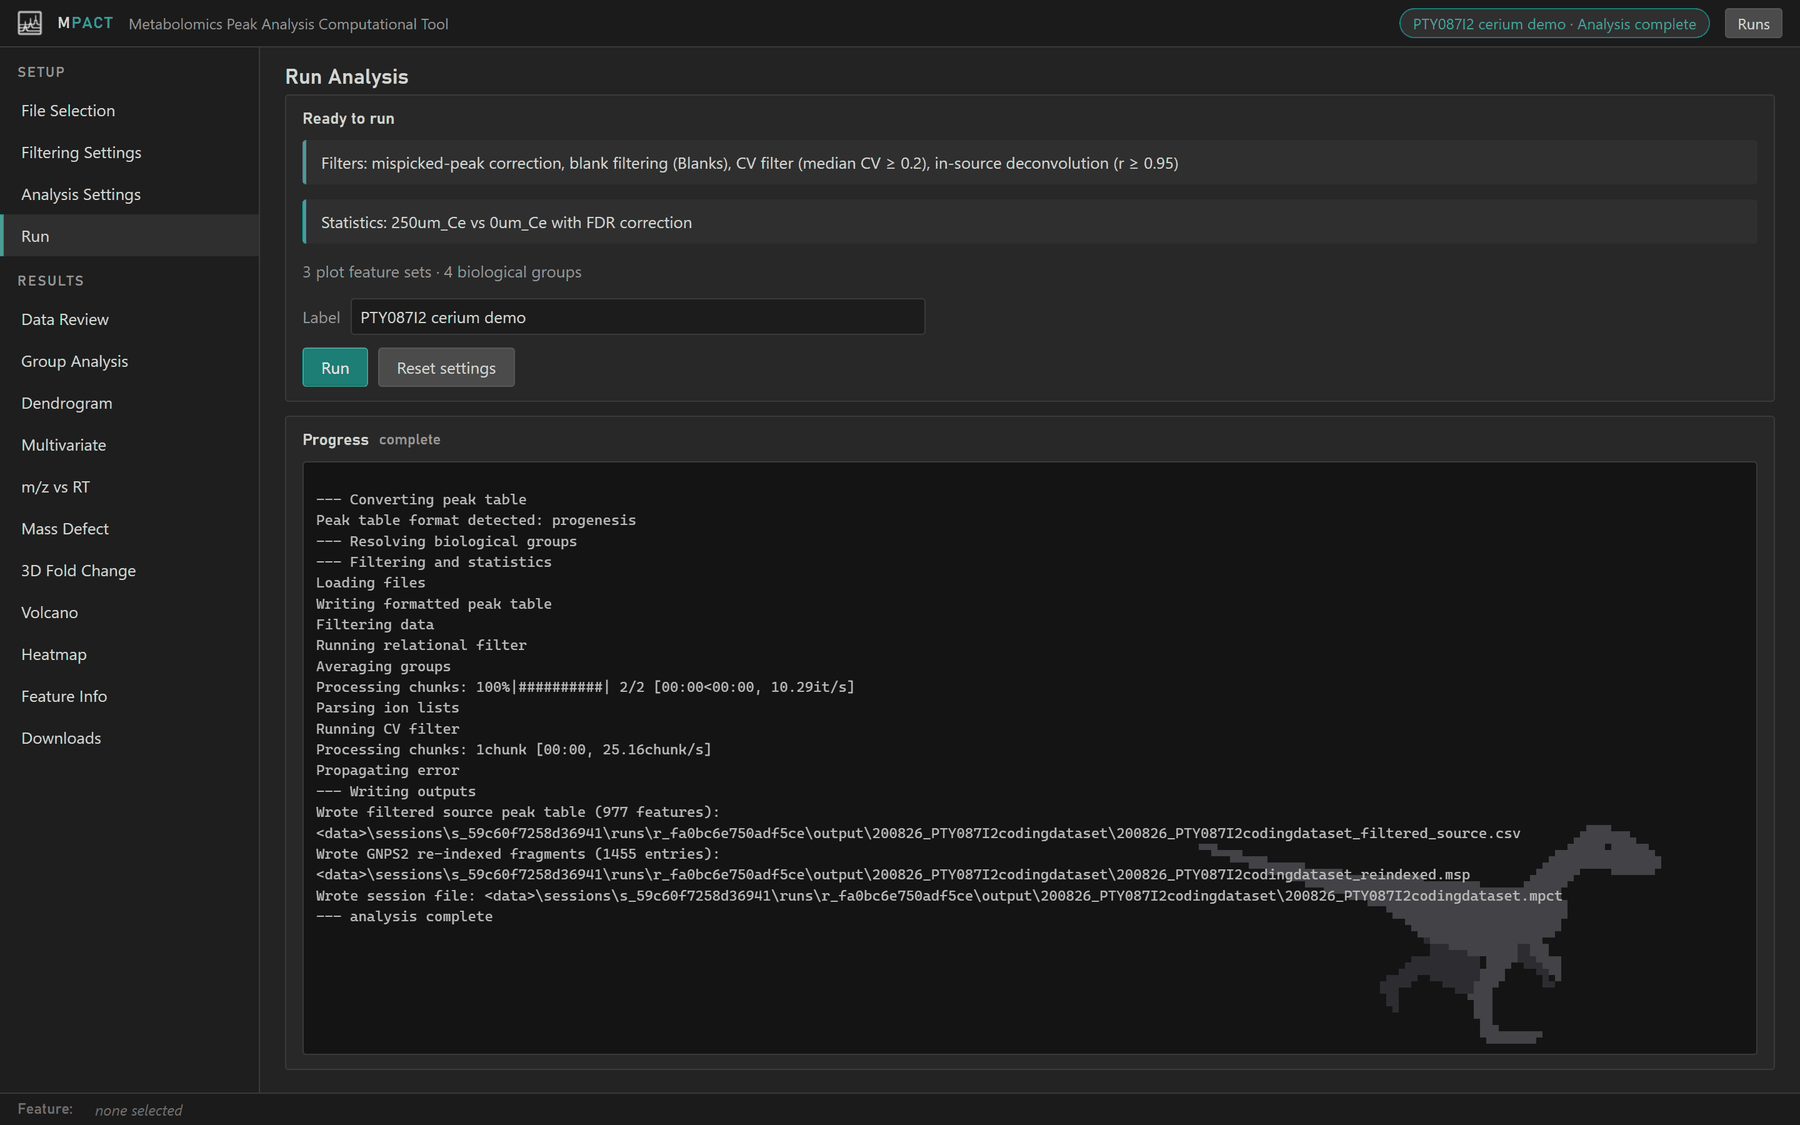 MPACT Metabolomics Peak Analysis Computational Tool
PTY087I2 cerium demo · Analysis complete
Runs
SETUP
File Selection
Filtering Settings
Analysis Settings
Run
RESULTS
Data Review
Group Analysis
Dendrogram
Multivariate
m/z vs RT
Mass Defect
3D Fold Change
Volcano
Heatmap
Feature Info
Downloads
Run Analysis
Ready to run
Filters: mispicked-peak correction, blank filtering (Blanks), CV filter (median CV ≥ 0.2), in-source deconvolution (r ≥ 0.95)
Statistics: 250um_Ce vs 0um_Ce with FDR correction
3 plot feature sets · 4 biological groups
Label PTY087I2 cerium demo
Run Reset settings
Progress complete
--- Converting peak table
Peak table format detected: progenesis
--- Resolving biological groups
--- Filtering and statistics
Loading files
Writing formatted peak table
Filtering data
Running relational filter
Averaging groups
Processing chunks: 100%|##########| 2/2 [00:00<00:00, 10.29it/s]
Parsing ion lists
Running CV filter
Processing chunks: 1chunk [00:00, 25.16chunk/s]
Propagating error
--- Writing outputs
Wrote filtered source peak table (977 features):
<data>\sessions\s_59c60f7258d36941\runs\r_fa0bc6e750adf5ce\output\200826_PTY087I2codingdataset\200826_PTY087I2codingdataset_filtered_source.csv
Wrote GNPS2 re-indexed fragments (1455 entries):
<data>\sessions\s_59c60f7258d36941\runs\r_fa0bc6e750adf5ce\output\200826_PTY087I2codingdataset\200826_PTY087I2codingdataset_reindexed.msp
Wrote session file: <data>\sessions\s_59c60f7258d36941\runs\r_fa0bc6e750adf5ce\output\200826_PTY087I2codingdataset\200826_PTY087I2codingdataset.mpct
--- analysis complete
Feature: none selected